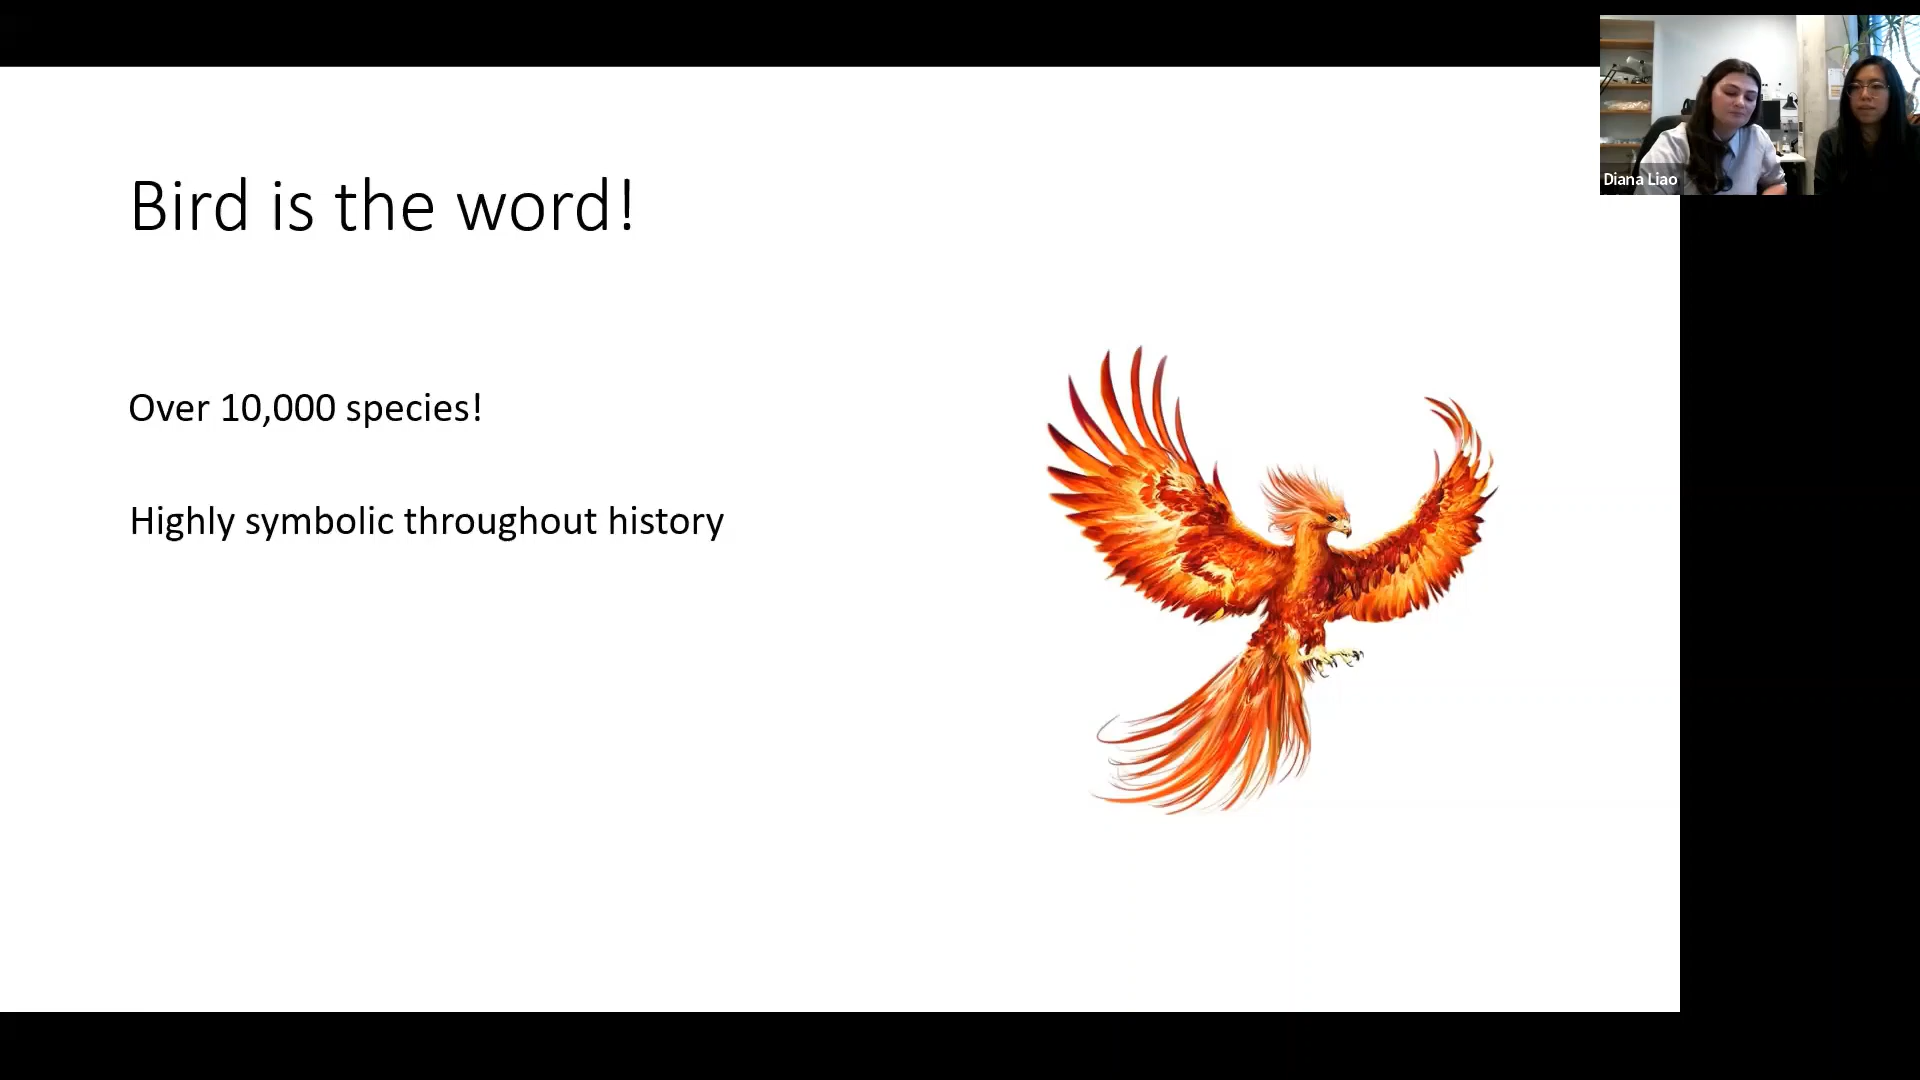 Bird is the word!
Over 10,000 species!
Highly symbolic throughout history
Diana Liao